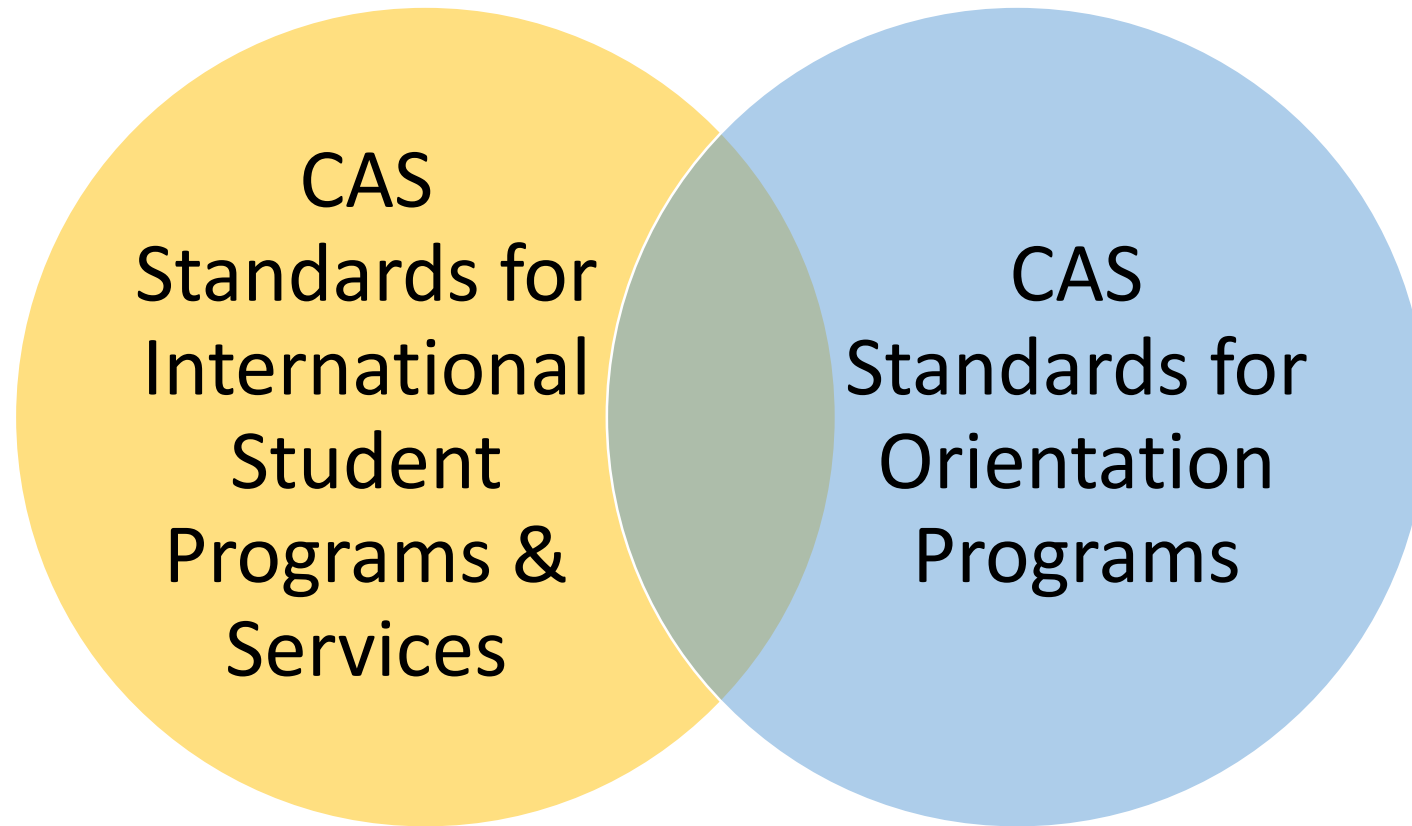 CAS
Standards for
International
Student
Programs &
Services
CAS
Standards for
Orientation
Programs